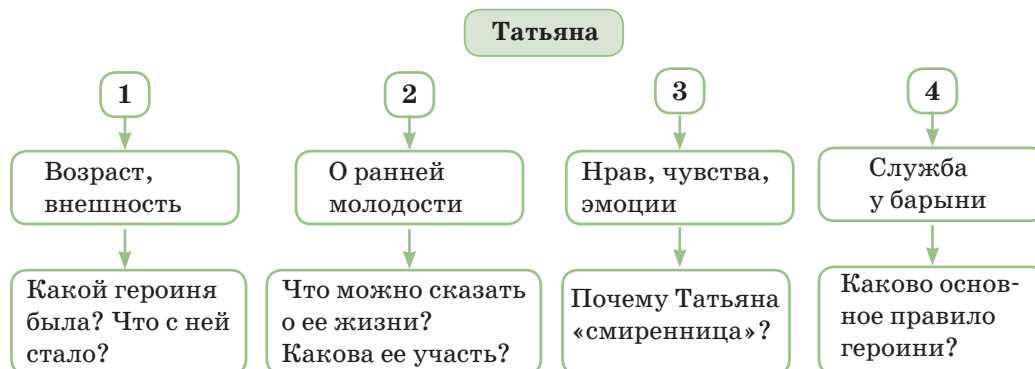 Татьяна
1
2
3
4
Возраст,
внешность
О ранней
молодости
Нрав, чувства,
эмоции
Служба
у барыни
Какой героиня
была? Что с ней
стало?
Что можно сказать
о ее жизни?
Какова ее участь?
Почему Татьяна
«смиренница»?
Каково основ-
ное правило
героини?